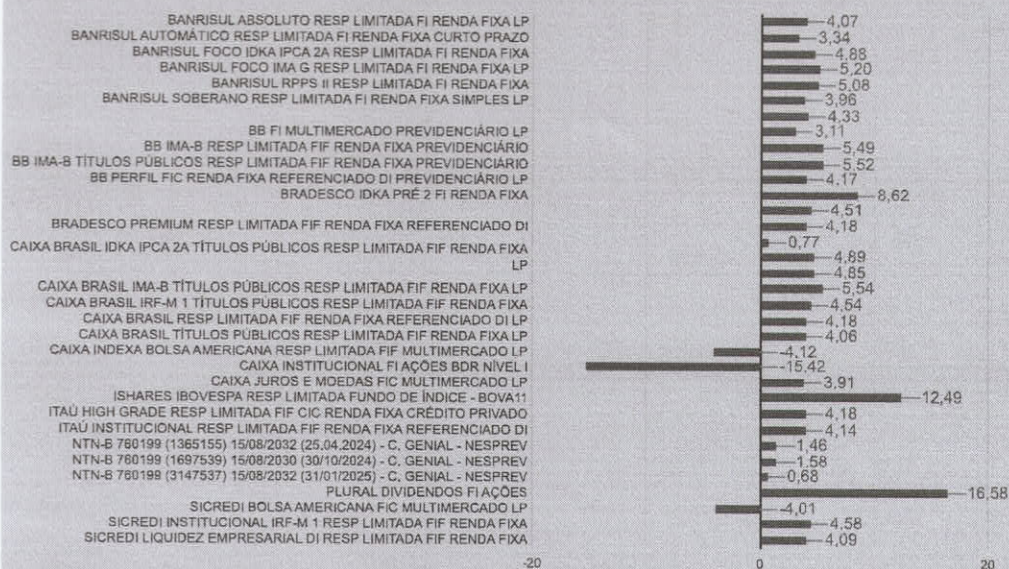 BANRISUL ABSOLUTO RESP LIMITADA FI RENDA FIXA LP 4,07
BANRISUL AUTOMÁTICO RESP LIMITADA FI RENDA FIXA CURTO PRAZO 3,34
BANRISUL FOCO IDKA IPCA 2A RESP LIMITADA FI RENDA FIXA 4,88
BANRISUL FOCO IMA G RESP LIMITADA FI RENDA FIXA LP 5,20
BANRISUL RPPS II RESP LIMITADA FI RENDA FIXA 5,08
BANRISUL SOBERANO RESP LIMITADA FI RENDA FIXA SIMPLES LP 3,96
4,33
BB FI MULTIMERCADO PREVIDENCIÁRIO LP 3,11
BB IMA-B RESP LIMITADA FIF RENDA FIXA PREVIDENCIÁRIO 5,49
BB IMA-B TÍTULOS PÚBLICOS RESP LIMITADA FIF RENDA FIXA PREVIDENCIÁRIO 5,52
BB PERFIL FIC RENDA FIXA REFERENCIADO DI PREVIDENCIÁRIO LP 4,17
BRADESCO IDKA PRÉ 2 FI RENDA FIXA 8,62
4,51
BRADESCO PREMIUM RESP LIMITADA FIF RENDA FIXA REFERENCIADO DI 4,18
0,77
CAIXA BRASIL IDKA IPCA 2A TÍTULOS PÚBLICOS RESP LIMITADA FIF RENDA FIXA
LP 4,89
4,85
CAIXA BRASIL IMA-B TÍTULOS PÚBLICOS RESP LIMITADA FIF RENDA FIXA LP 5,54
CAIXA BRASIL IRF-M 1 TÍTULOS PÚBLICOS RESP LIMITADA FIF RENDA FIXA 4,54
CAIXA BRASIL RESP LIMITADA FIF RENDA FIXA REFERENCIADO DI LP 4,18
CAIXA BRASIL TÍTULOS PÚBLICOS RESP LIMITADA FIF RENDA FIXA LP 4,06
CAIXA INDEXA BOLSA AMERICANA RESP LIMITADA FIF MULTIMERCADO LP -4,12
CAIXA INSTITUCIONAL FI AÇÕES BDR NÍVEL I -15,42
CAIXA JUROS E MOEDAS FIC MULTIMERCADO LP 3,91
ISHARES IBOVESPA RESP LIMITADA FUNDO DE ÍNDICE - BOVA11 12,49
ITAÚ HIGH GRADE RESP LIMITADA FIF CIC RENDA FIXA CRÉDITO PRIVADO 4,18
ITAÚ INSTITUCIONAL RESP LIMITADA FIF RENDA FIXA REFERENCIADO DI 4,14
NTN-B 760199 (1365155) 15/08/2032 (25.04.2024) - C. GENIAL - NESPREV 1,46
NTN-B 760199 (1697539) 15/08/2030 (30/10/2024) - C. GENIAL - NESPREV 1,58
NTN-B 760199 (3147537) 15/08/2032 (31/01/2025) - C. GENIAL - NESPREV 0,68
PLURAL DIVIDENDOS FI AÇÕES 16,58
SICREDI BOLSA AMERICANA FIC MULTIMERCADO LP -4,01
SICREDI INSTITUCIONAL IRF-M 1 RESP LIMITADA FIF RENDA FIXA 4,58
SICREDI LIQUIDEZ EMPRESARIAL DI RESP LIMITADA FIF RENDA FIXA 4,09
-20 0 20